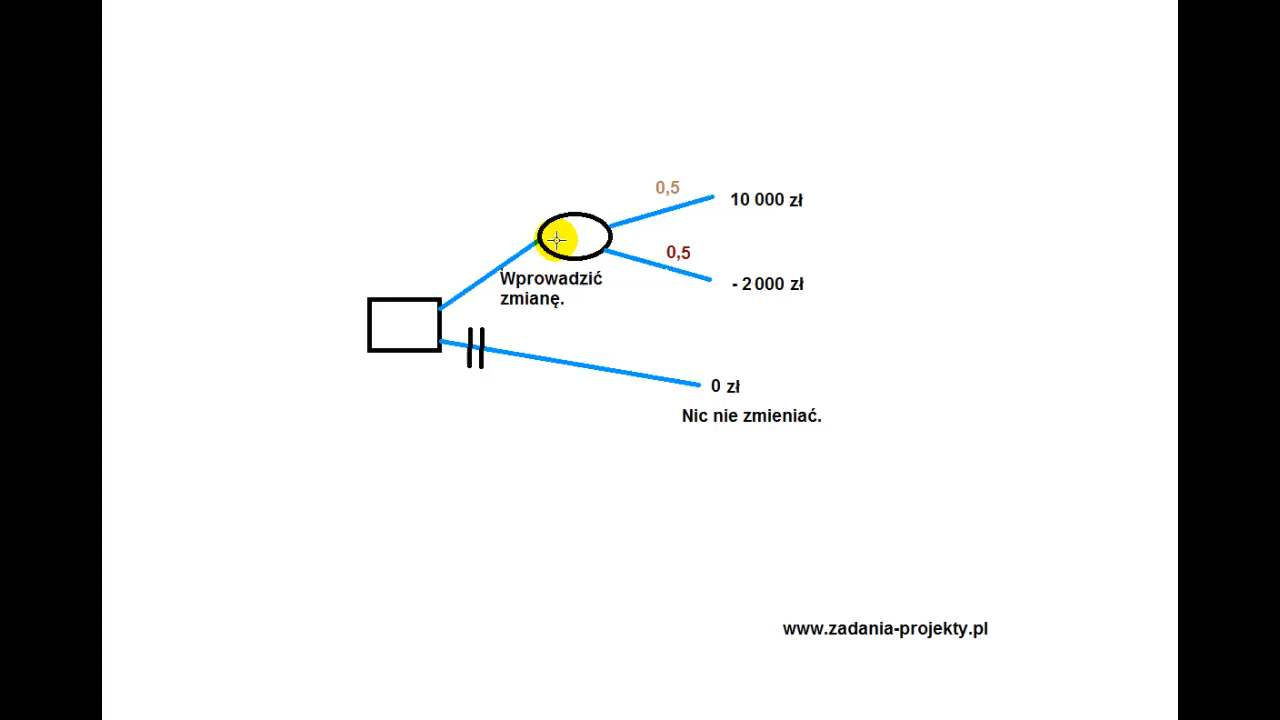 0,5
10 000 zł
0,5
- 2 000 zł
Wprowadzić
zmianę.
0 zł
Nic nie zmieniać.
www.zadania-projekty.pl